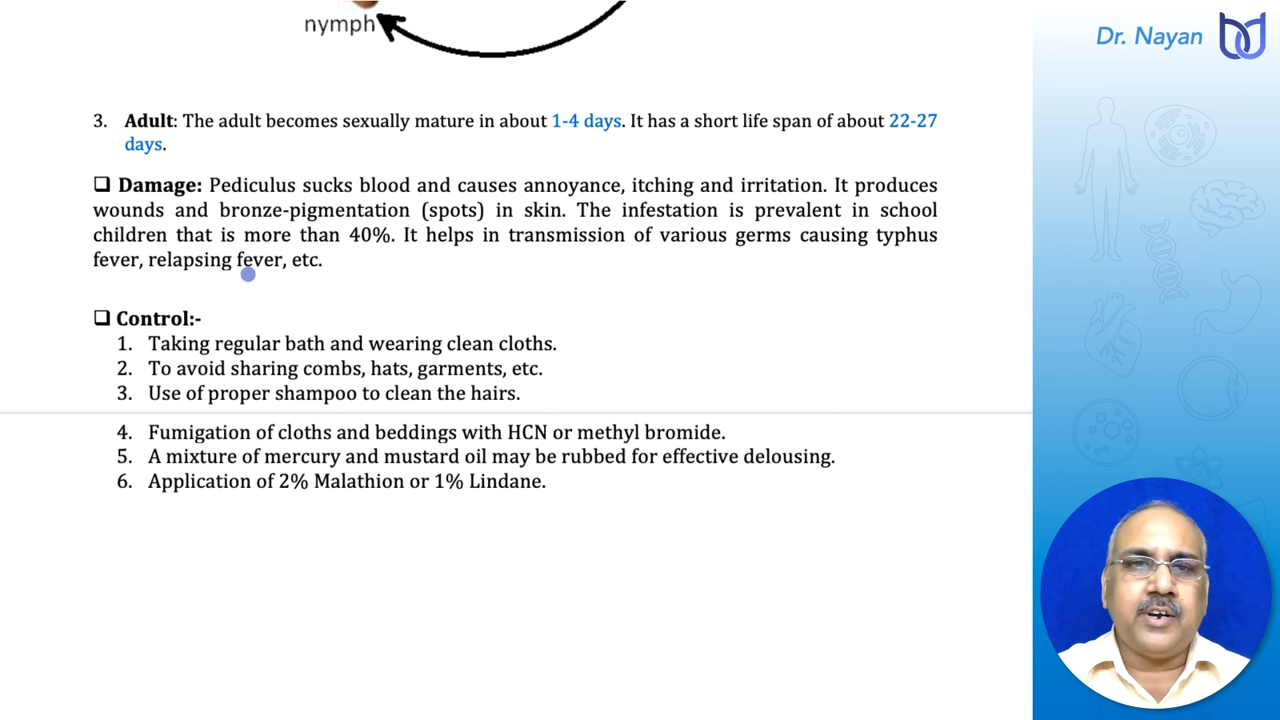 Dr. Nayan
nymph
3. Adult: The adult becomes sexually mature in about 1-4 days. It has a short life span of about 22-27
days.
❑ Damage: Pediculus sucks blood and causes annoyance, itching and irritation. It produces
wounds and bronze-pigmentation (spots) in skin. The infestation is prevalent in school
children that is more than 40%. It helps in transmission of various germs causing typhus
fever, relapsing fever, etc.
❑ Control:-
1. Taking regular bath and wearing clean cloths.
2. To avoid sharing combs, hats, garments, etc.
3. Use of proper shampoo to clean the hairs.
4. Fumigation of cloths and beddings with HCN or methyl bromide.
5. A mixture of mercury and mustard oil may be rubbed for effective delousing.
6. Application of 2% Malathion or 1% Lindane.